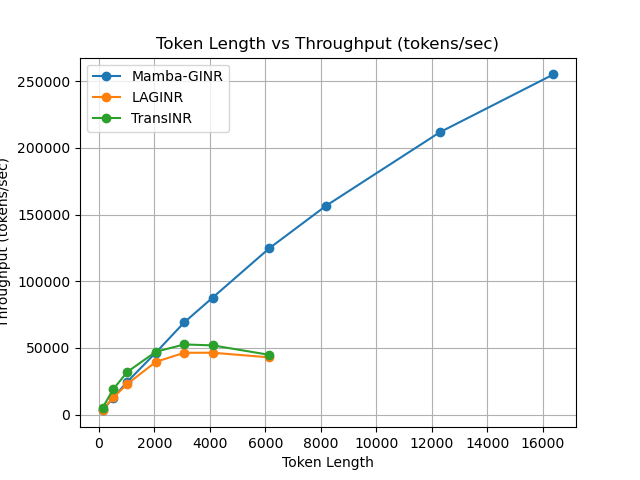 Token Length vs Throughput (tokens/sec)
Mamba-GINR
LAGINR
TransINR
250000
200000
150000
100000
50000
0
Throughput (tokens/sec)
0 2000 4000 6000 8000 10000 12000 14000 16000
Token Length